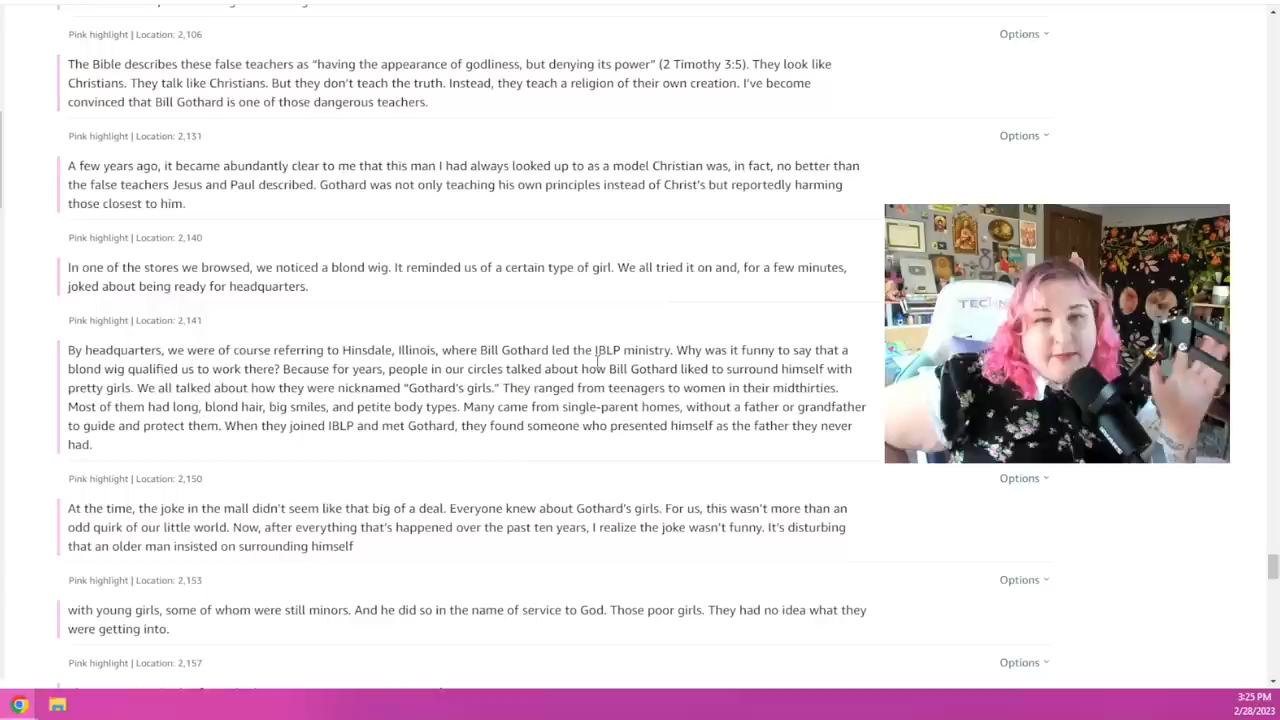 Pink highlight | Location: 2,106
Options
The Bible describes these false teachers as “having the appearance of godliness, but denying its power” (2 Timothy 3:5). They look like
Christians. They talk like Christians. But they don’t teach the truth. Instead, they teach a religion of their own creation. I’ve become
convinced that Bill Gothard is one of those dangerous teachers.
Pink highlight | Location: 2,131
Options
A few years ago, it became abundantly clear to me that this man I had always looked up to as a model Christian was, in fact, no better than
the false teachers Jesus and Paul described. Gothard was not only teaching his own principles instead of Christ’s but reportedly harming
those closest to him.
Pink highlight | Location: 2,140
In one of the stores we browsed, we noticed a blond wig. It reminded us of a certain type of girl. We all tried it on and, for a few minutes,
joked about being ready for headquarters.
Pink highlight | Location: 2,141
By headquarters, we were of course referring to Hinsdale, Illinois, where Bill Gothard led the IBLP ministry. Why was it funny to say that a
blond wig qualified us to work there? Because for years, people in our circles talked about how Bill Gothard liked to surround himself with
pretty girls. We all talked about how they were nicknamed “Gothard’s girls.” They ranged from teenagers to women in their midthirties.
Most of them had long, blond hair, big smiles, and petite body types. Many came from single-parent homes, without a father or grandfather
to guide and protect them. When they joined IBLP and met Gothard, they found someone who presented himself as the father they never
had.
Pink highlight | Location: 2,150
Options
At the time, the joke in the mall didn’t seem like that big of a deal. Everyone knew about Gothard’s girls. For us, this wasn’t more than an
odd quirk of our little world. Now, after everything that’s happened over the past ten years, I realize the joke wasn’t funny. It’s disturbing
that an older man insisted on surrounding himself
Pink highlight | Location: 2,153
Options
with young girls, some of whom were still minors. And he did so in the name of service to God. Those poor girls. They had no idea what they
were getting into.
Pink highlight | Location: 2,157
Options
3:25 PM
2/28/2023